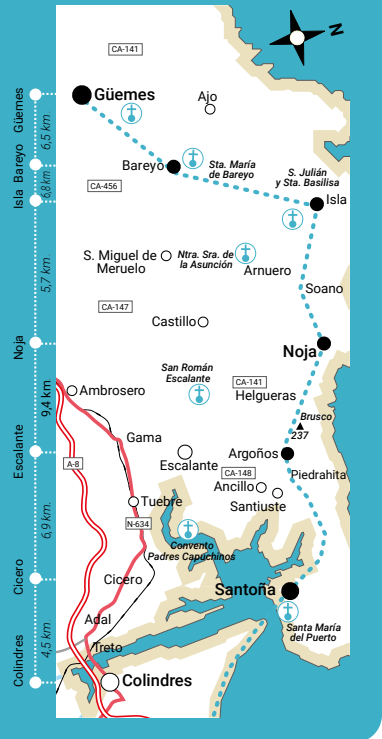 N
CA-141
Güemes
Ajo
Bareyo
Sta. María
de Bareyo
CA-456
S. Julián
y Sta. Basilisa
Isla
S. Miguel de
Meruelo
Ntra. Sra. de
la Asunción
Arnuero
Soano
CA-147
Castillo
Noja
San Román
Escalante
CA-141
Helgueras
Ambrosero
Brusco
237
Gama
Argoños
Escalante
A-8
CA-148
Piedrahita
Ancillo
Tuebre
Santiuste
N-634
Convento
Padres Capuchinos
Cicero
Santoña
Adal
Santa María
del Puerto
Treto
Colindres
Güemes
6,5 km
Bareyo
6,8 km
Isla
5,7 km.
Noja
9,4 km
Escalante
6,9 km.
Cicero
4,5 km
Colindres